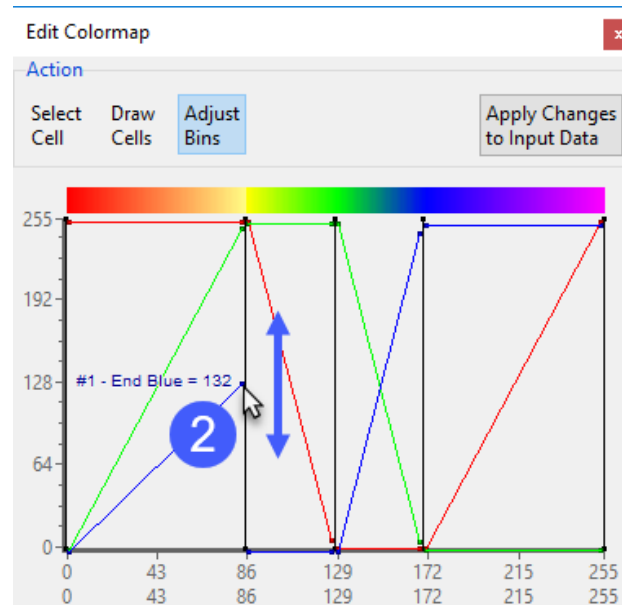 Edit Colormap
x
Action
Select Draw Adjust Apply Changes
Cell Cells Bins to Input Data
255
192
#1 - End Blue = 132
128
2
64
0
0 43 86 129 172 215 255
0 43 86 129 172 215 255